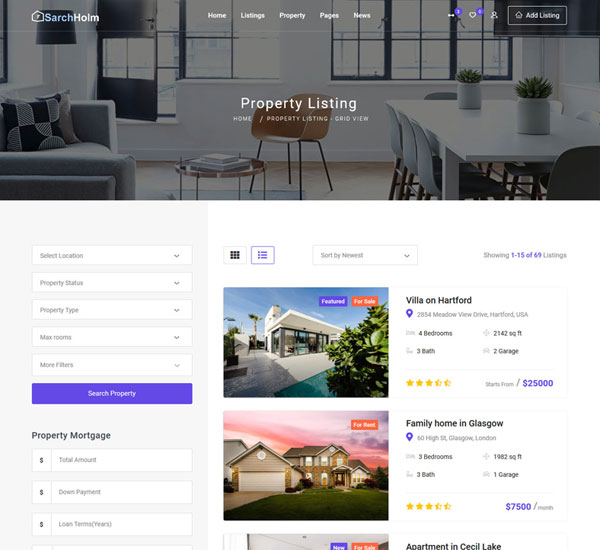 SarchHolm
Home Listings Property Pages News
3
0
Add Listing
Property Listing
HOME / PROPERTY LISTING - GRID VIEW
Select Location
Property Status
Property Type
Max rooms
More Filters
Search Property
Property Mortgage
$ Total Amount
$ Down Payment
$ Loan Terms(Years)
Sort by Newest
Showing 1-15 of 69 Listings
Featured For Sale
Villa on Hartford
2854 Meadow View Drive, Hartford, USA
4 Bedrooms 2142 sq ft
3 Bath 2 Garage
Starts From / $25000
For Rent
Family home in Glasgow
60 High St, Glasgow, London
3 Bedrooms 1982 sq ft
3 Bath 1 Garage
$7500 / month
New For Sale
Apartment in Cecil Lake